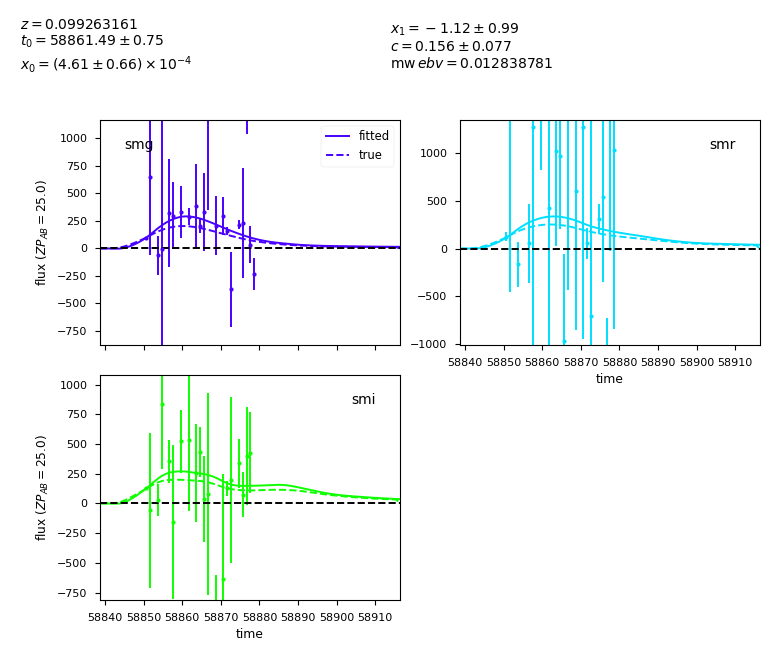 z = 0.099263161
t₀ = 58861.49 ± 0.75
x₀ = (4.61 ± 0.66) × 10⁻⁴
x₁ = −1.12 ± 0.99
c = 0.156 ± 0.077
mw ebv = 0.012838781
smg
fitted
true
1000
750
500
250
0
−250
−500
−750
flux (ZP_AB = 25.0)
smr
1000
500
0
−500
−1000
58840 58850 58860 58870 58880 58890 58900 58910
time
smi
1000
750
500
250
0
−250
−500
−750
flux (ZP_AB = 25.0)
58840 58850 58860 58870 58880 58890 58900 58910
time